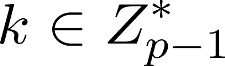 k ∈ Z*_{p−1}